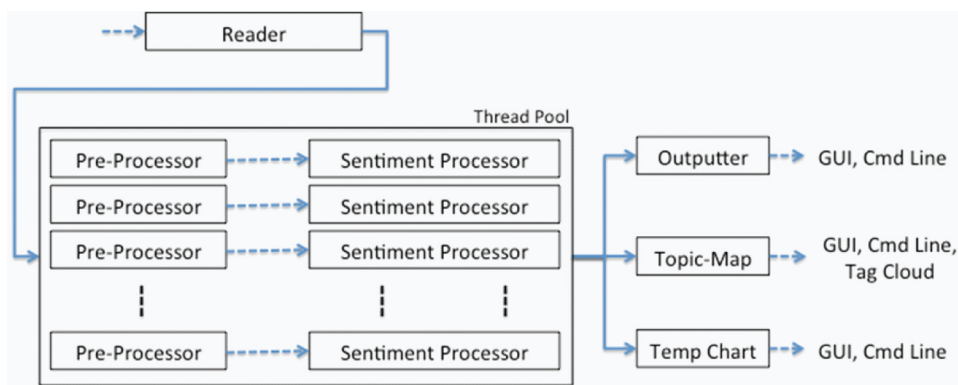 Reader
Thread Pool
Pre-Processor Sentiment Processor
Pre-Processor Sentiment Processor
Pre-Processor Sentiment Processor
Pre-Processor Sentiment Processor
Outputter GUI, Cmd Line
Topic-Map GUI, Cmd Line,
Tag Cloud
Temp Chart GUI, Cmd Line